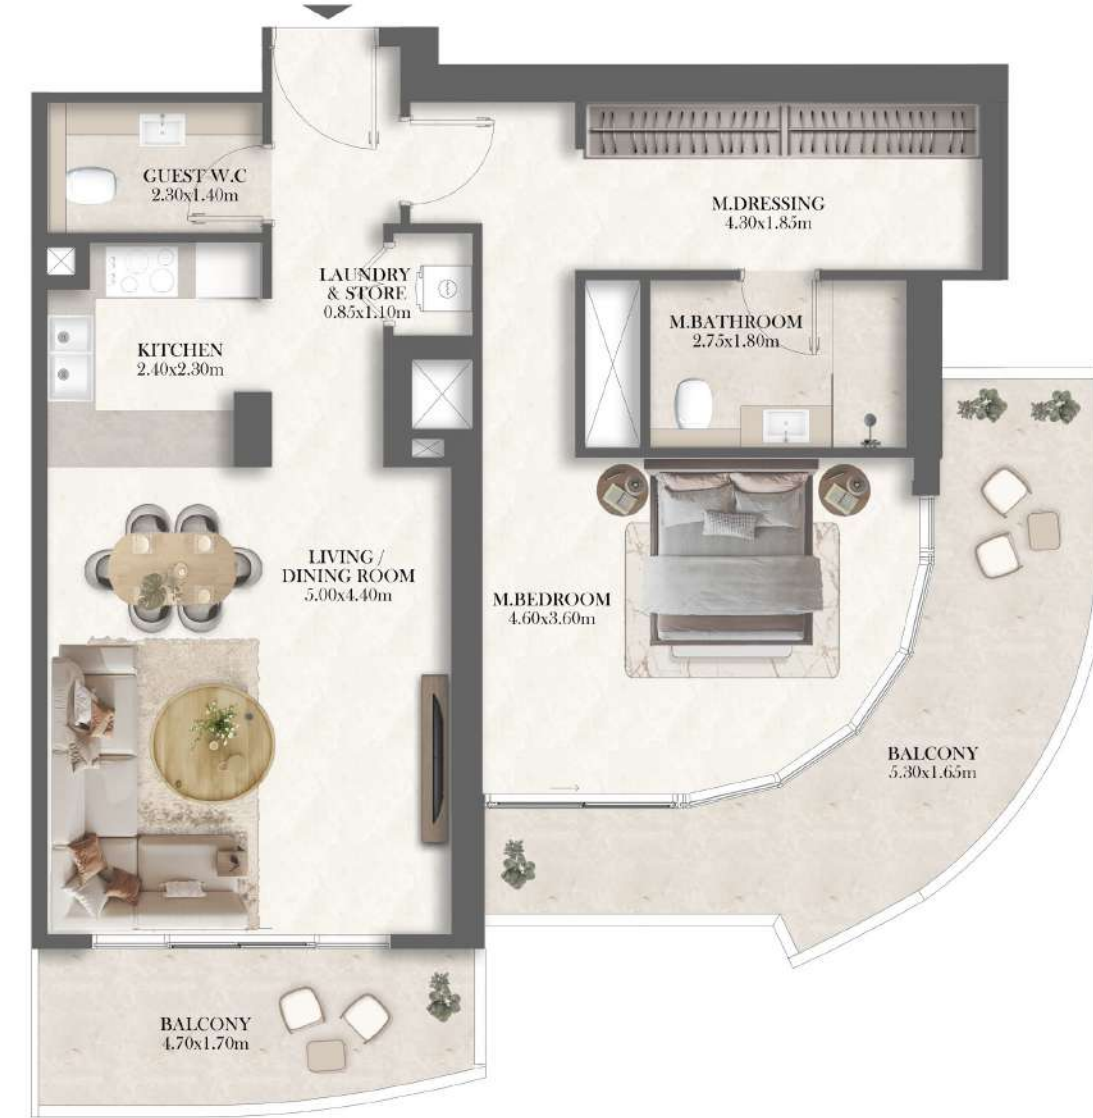 GUEST W.C
2.30x1.40m
M.DRESSING
4.30x1.85m
LAUNDRY
& STORE
0.85x1.10m
M.BATHROOM
2.75x1.80m
KITCHEN
2.40x2.30m
LIVING /
DINING ROOM
5.00x4.40m
M.BEDROOM
4.60x3.60m
BALCONY
5.30x1.65m
BALCONY
4.70x1.70m